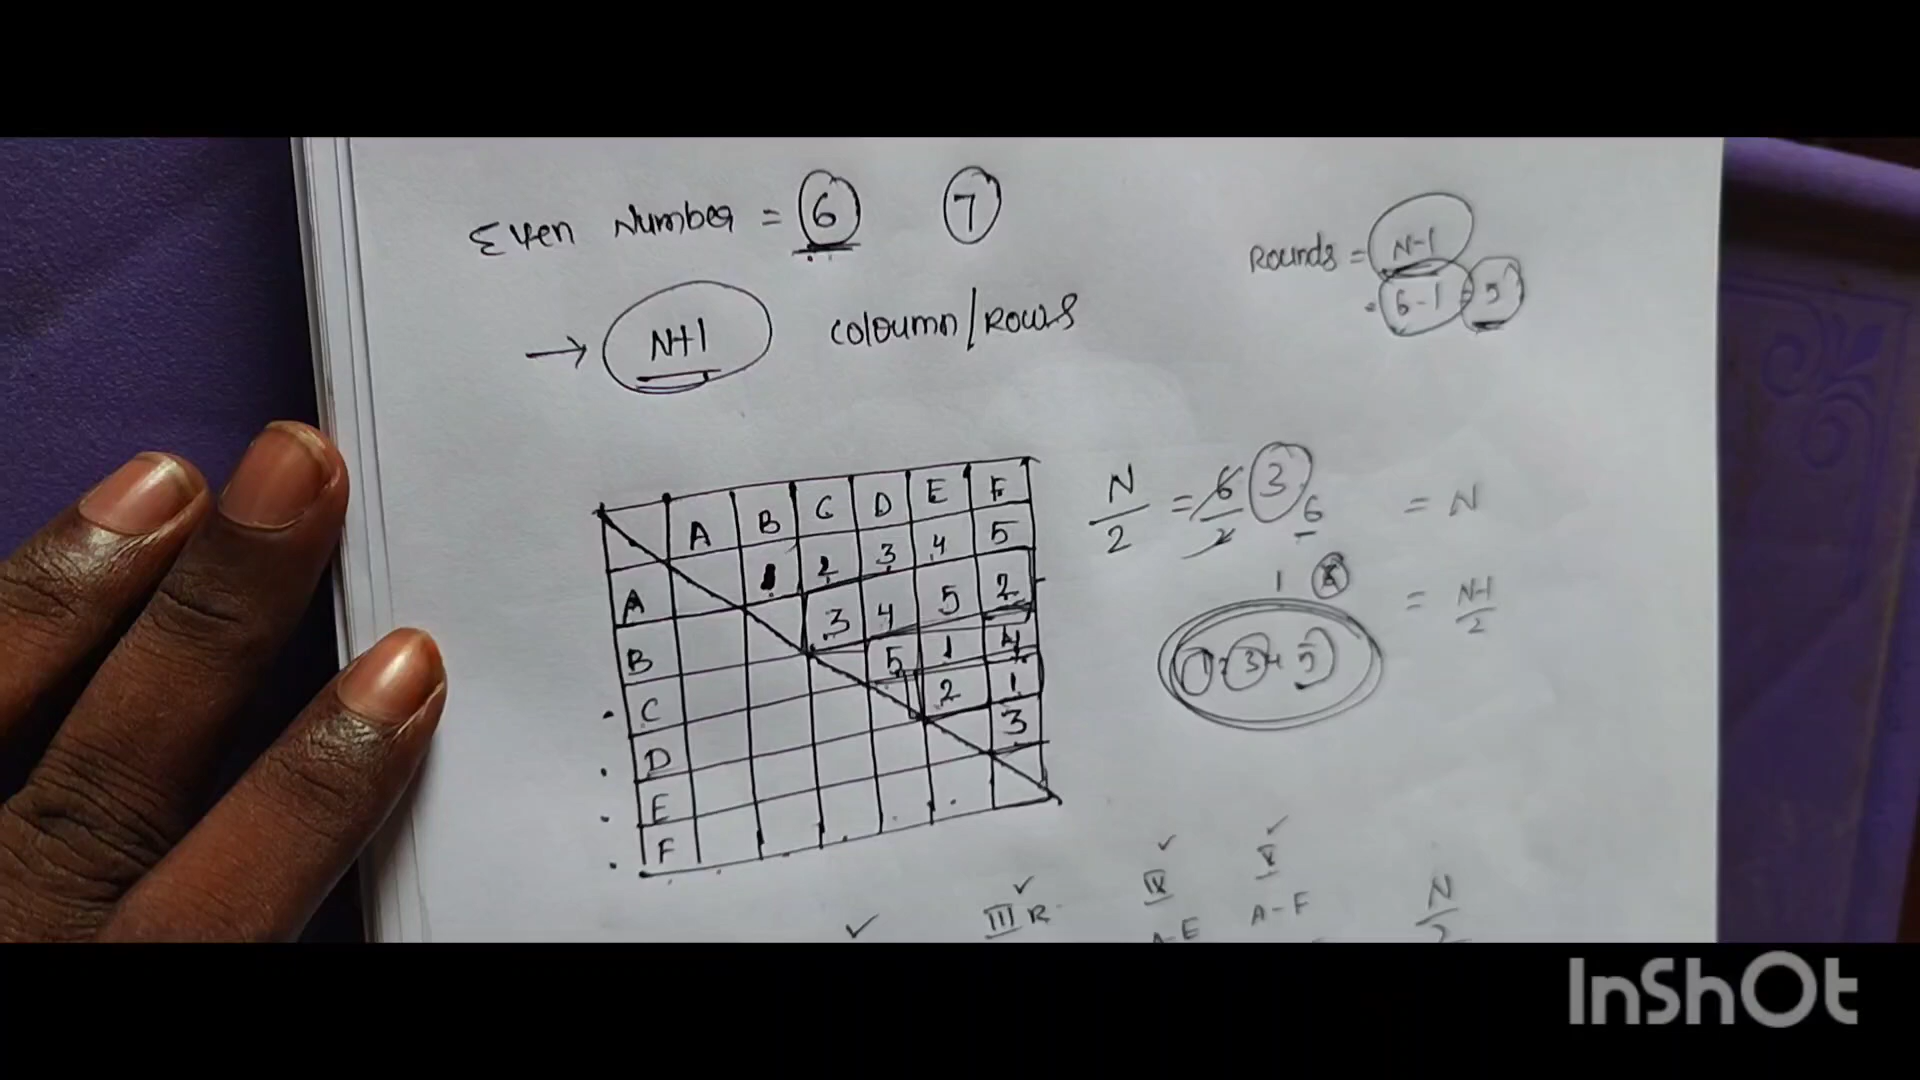 Even Number = 6 7
Rounds = N-1
= 6-1 = 5
→ N+1 Coloumn/Rows
A B C D E F
A 1 2 3 4 5
B 3 4 5 2
C 5 1 4
D 2 1
E 3
F
N/2 = 6/2 3 6 = N
1
= N-1/2
1 3 5
III R
IV
V
A-E
A-F
N
2
InShOt